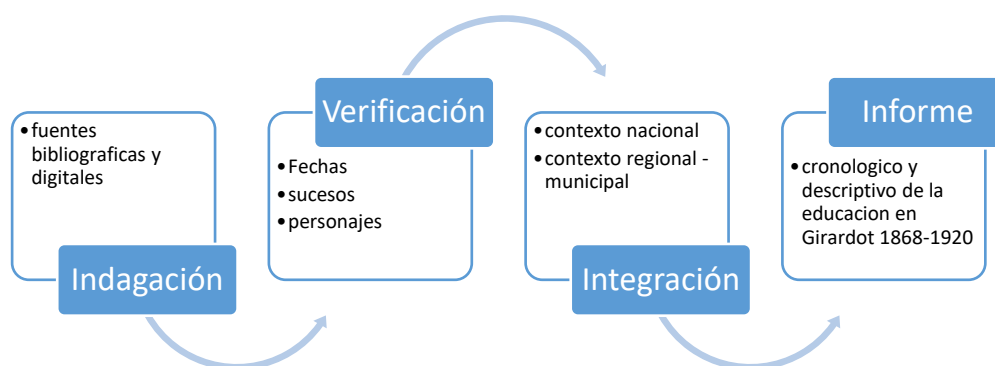 • fuentes
bibliograficas y
digitales
Indagación
Verificación
• Fechas
• sucesos
• personajes
• contexto nacional
• contexto regional -
municipal
Integración
Informe
• cronologico y
descriptivo de la
educacion en
Girardot 1868-1920